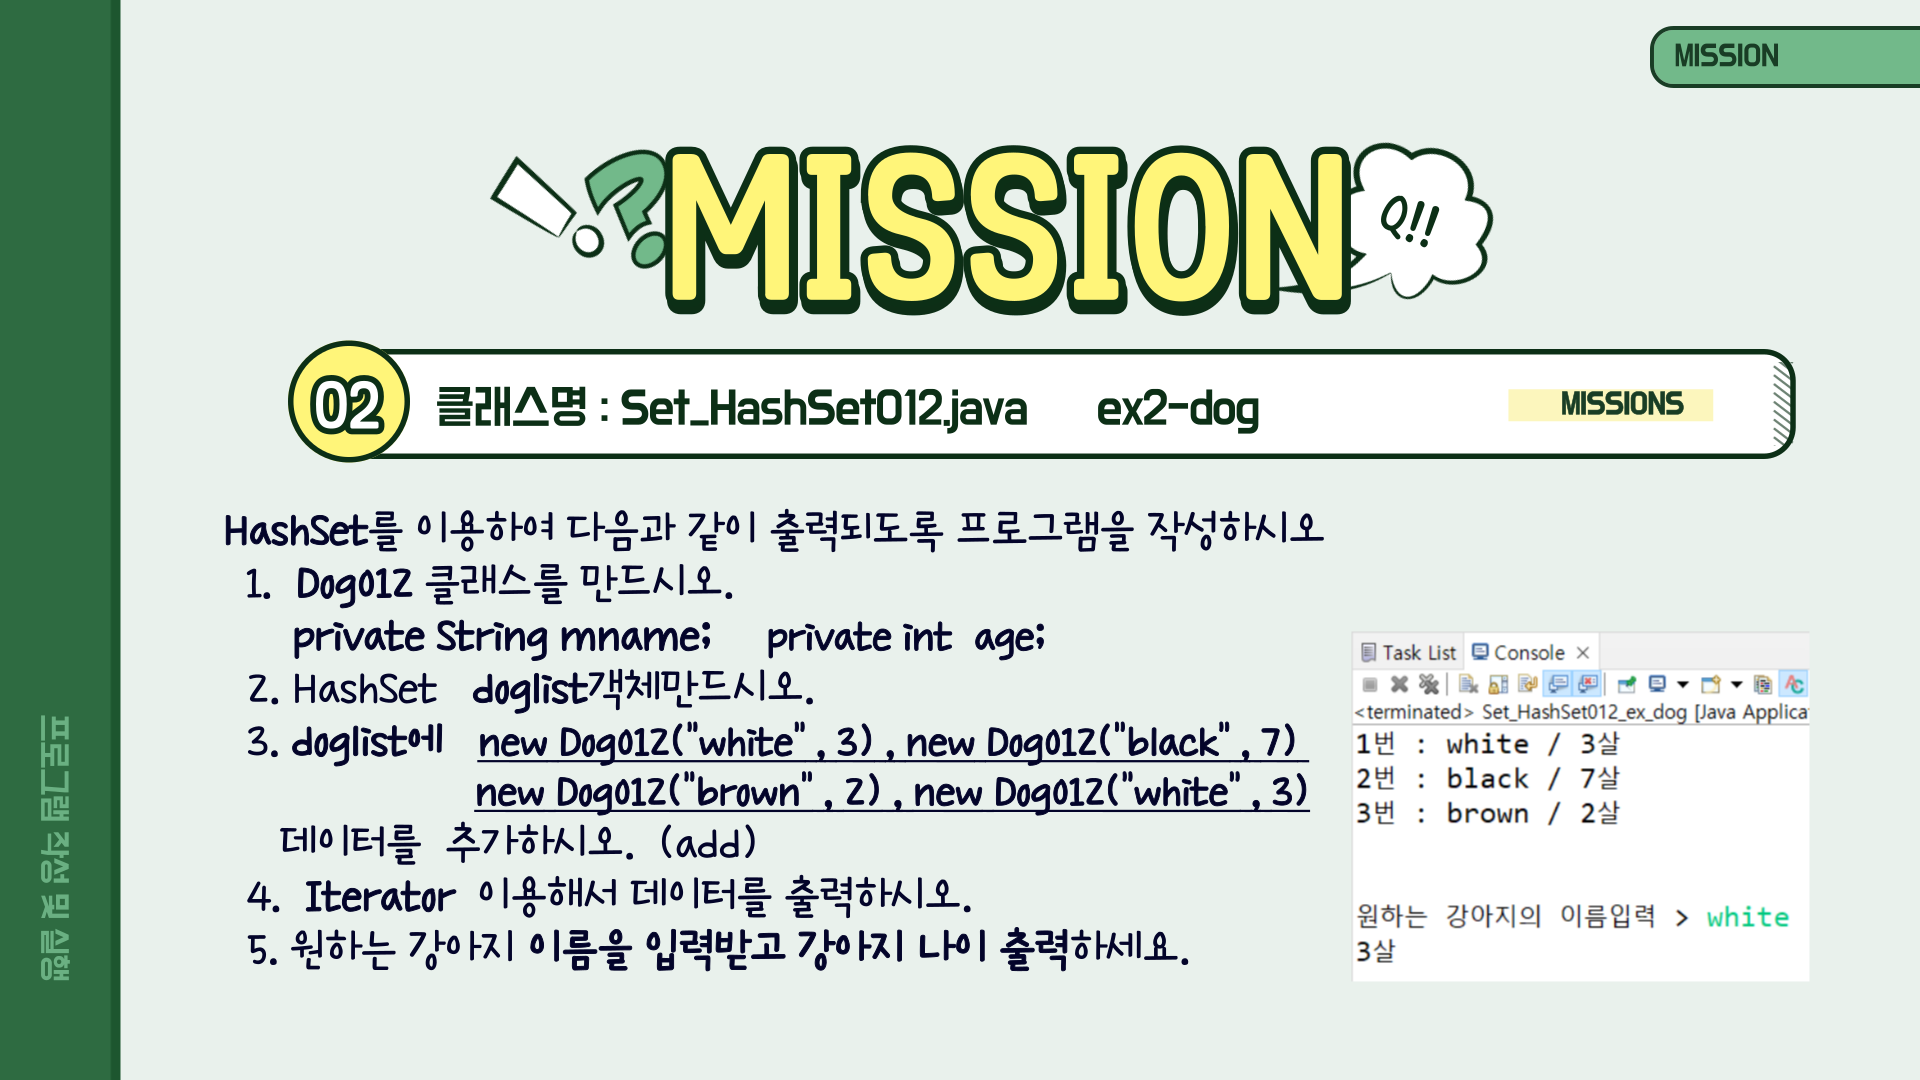 MISSION
MISSION
Q!!
02
클래스명 : Set_HashSet012.java ex2-dog
MISSIONS
HashSet를 이용하여 다음과 같이 출력되도록 프로그램을 작성하시오
1. Dog012 클래스를 만드시오.
private String mname; private int age;
2. HashSet doglist객체만드시오.
3. doglist에 new Dog012("white" , 3) , new Dog012("black" , 7)
new Dog012("brown" , 2) , new Dog012("white" , 3)
데이터를 추가하시오. (add)
4. Iterator 이용해서 데이터를 출력하시오.
5. 원하는 강아지 이름을 입력받고 강아지 나이 출력하세요.
Task List Console
<terminated> Set_HashSet012_ex_dog [Java Applica
1번 : white / 3살
2번 : black / 7살
3번 : brown / 2살
원하는 강아지의 이름입력 > white
3살
프로그램 작성 및 실행